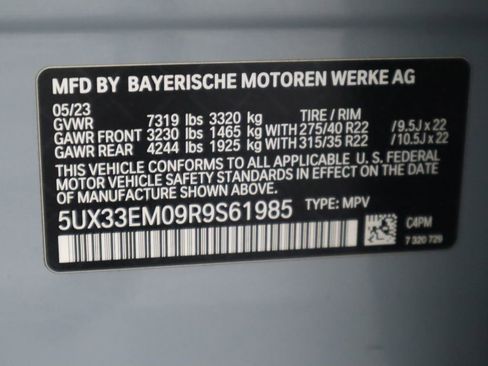 MFD BY BAYERISCHE MOTOREN WERKE AG
05/23
GVWR 7319 lbs 3320 kg TIRE / RIM
GAWR FRONT 3230 lbs 1465 kg WITH 275/40 R22 /9.5J x 22
GAWR REAR 4244 lbs 1925 kg WITH 315/35 R22 /10.5J x 22
THIS VEHICLE CONFORMS TO ALL APPLICABLE U. S. FEDERAL
MOTOR VEHICLE SAFETY STANDARDS IN EFFECT ON THE DATE
OF MANUFACTURE SHOWN ABOVE.
5UX33EM09R9S61985 TYPE: MPV
C4PM
7 320 729